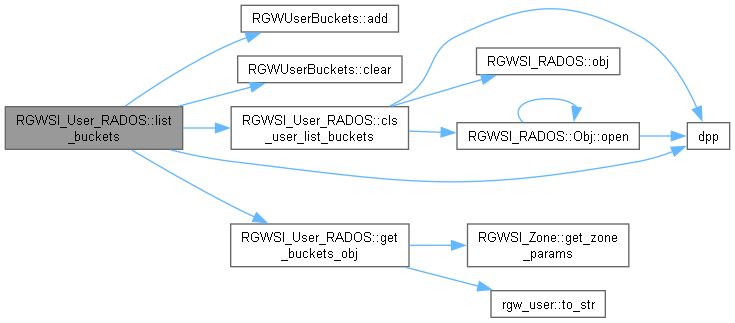 RGWUserBuckets::add
RGWUserBuckets::clear
RGWSI_RADOS::obj
RGWSI_User_RADOS::list
_buckets
RGWSI_User_RADOS::cls
_user_list_buckets
RGWSI_RADOS::Obj::open
dpp
RGWSI_User_RADOS::get
_buckets_obj
RGWSI_Zone::get_zone
_params
rgw_user::to_str